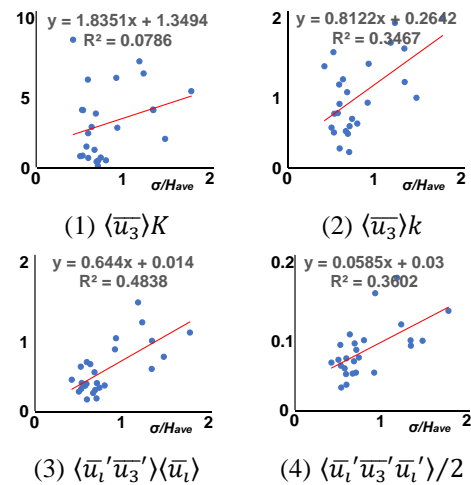 10
y = 1.8351x + 1.3494
R² = 0.0786
5
0
0 1 2
σ/Have
(1) ⟨u̅₃⟩K
2
y = 0.8122x + 0.2642
R² = 0.3467
1
0
0 1 2
σ/Have
(2) ⟨u̅₃⟩k
2
y = 0.644x + 0.014
R² = 0.4838
1
0
0 1 2
σ/Have
(3) ⟨u̅ᵢ′u̅₃′⟩⟨u̅ᵢ⟩
0.2
y = 0.0585x + 0.03
R² = 0.3602
0.1
0
0 1 2
σ/Have
(4) ⟨u̅ᵢ′u̅₃′u̅ᵢ′⟩/2